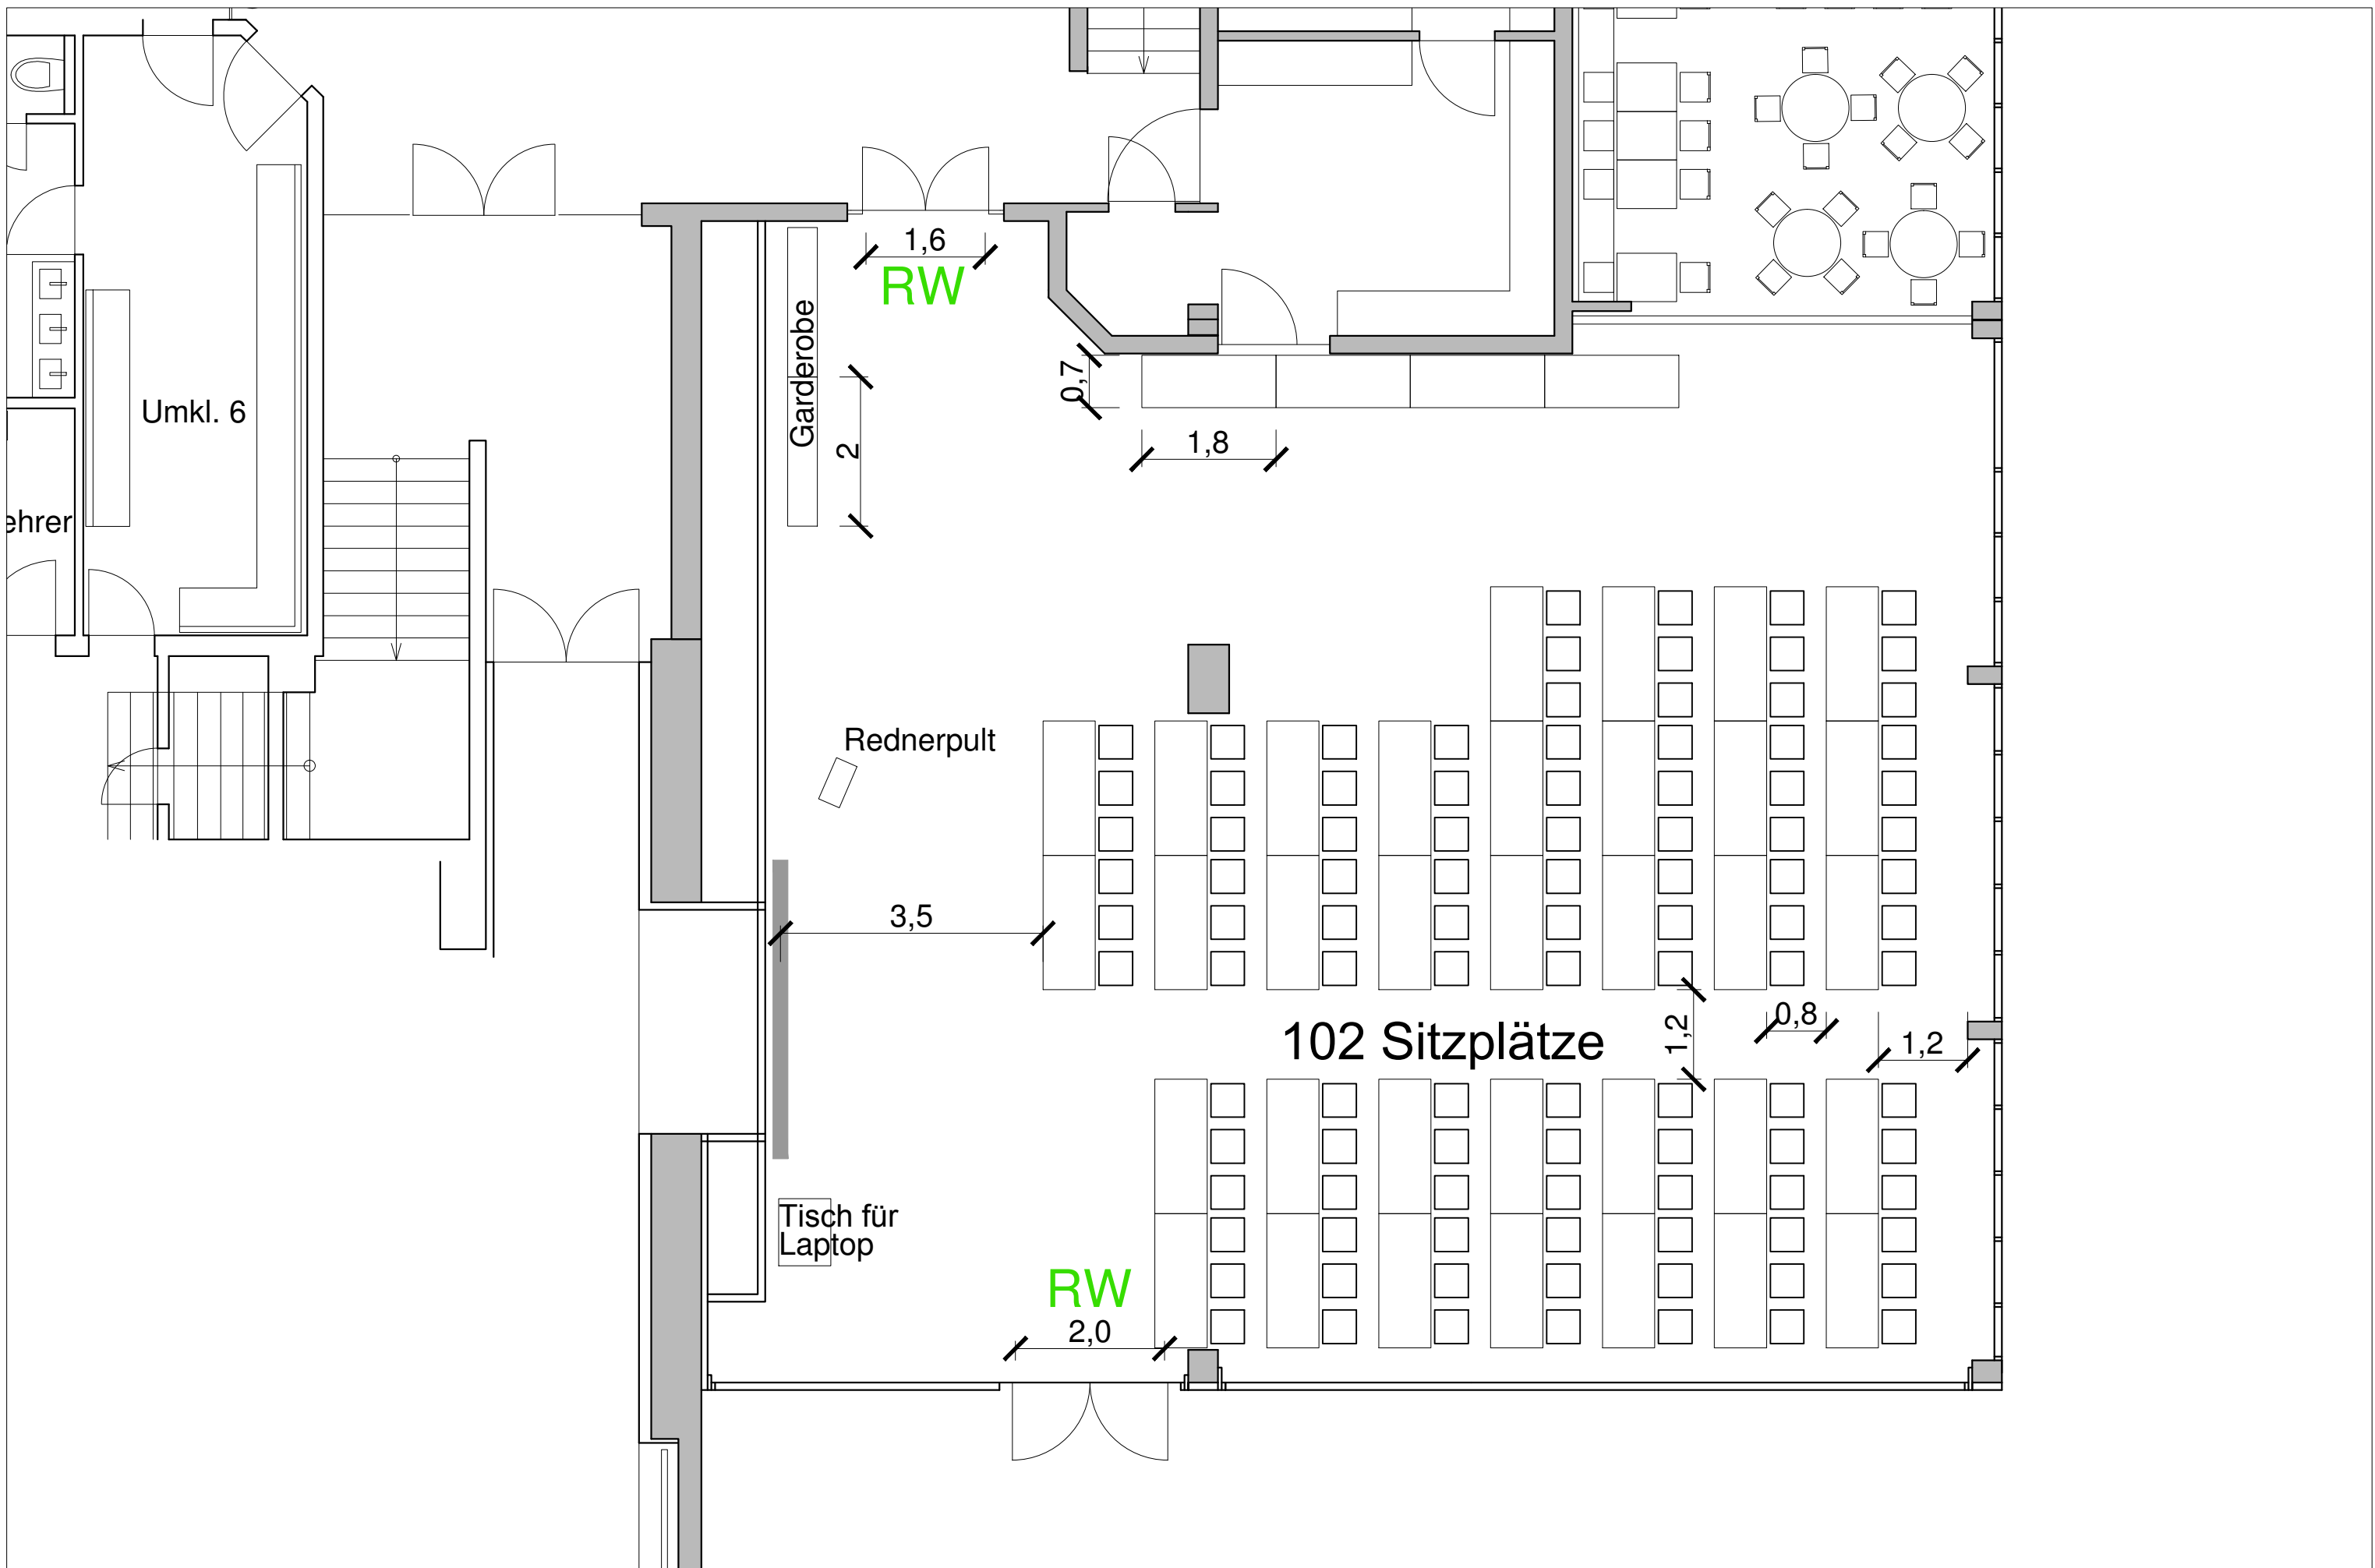 1,6
RW
Garderobe
0,7
Umkl. 6
1,8
2
ehrer
Rednerpult
3,5
102 Sitzplätze
1,2
0,8
1,2
Tisch für
Laptop
RW
2,0